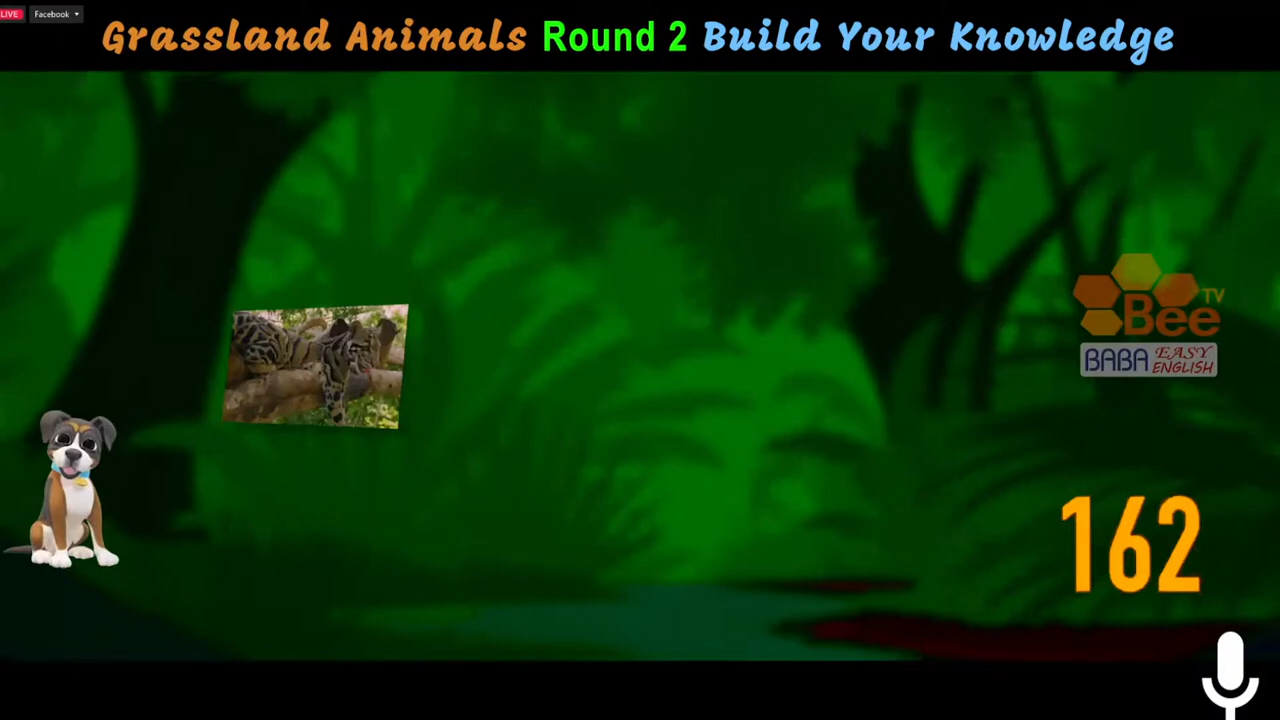 LIVE
Facebook
Grassland Animals Round 2 Build Your Knowledge
Bee TV
BABA EASY ENGLISH
162